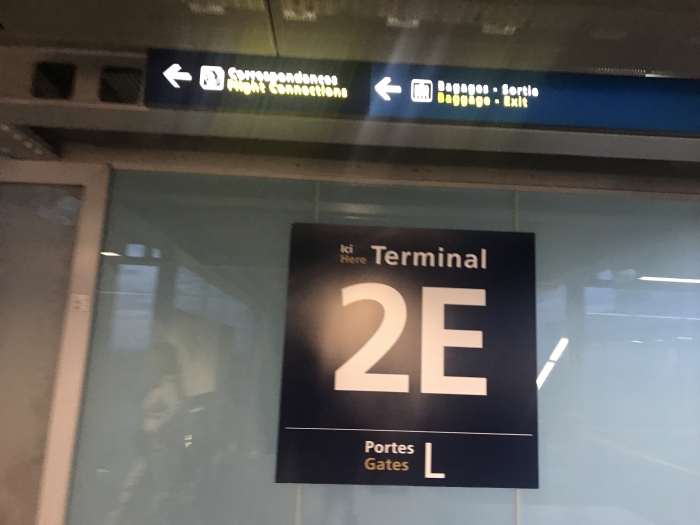 Correspondances
Flight Connections
Bagages • Sortie
Baggage • Exit
Ici
Here
Terminal
2E
Portes
Gates
L